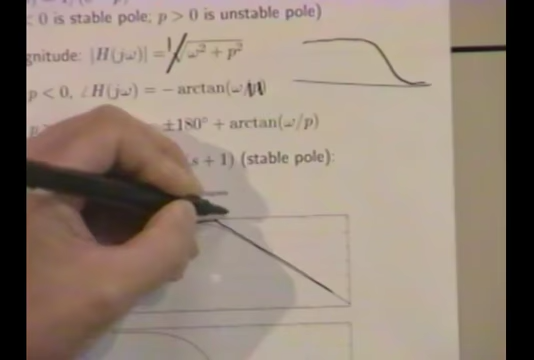 0 is stable pole; p > 0 is unstable pole)
gnitude: |H(jω)| = 1/√ω² + p²
p < 0, ∠H(jω) = − arctan(ω/
±180° + arctan(ω/p)
s + 1) (stable pole):